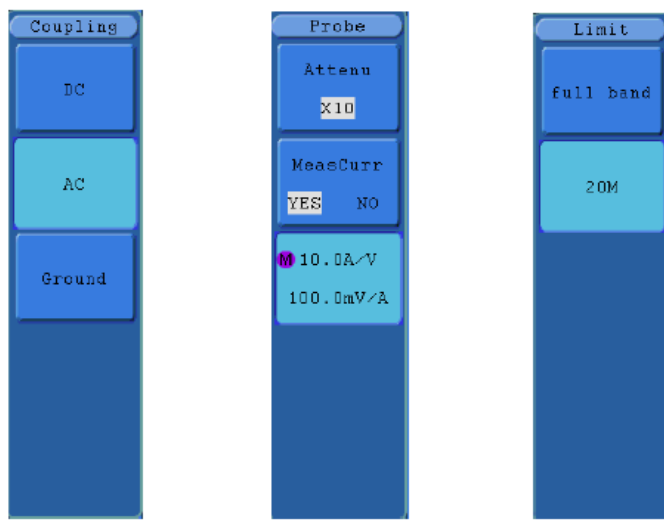 Coupling
DC
AC
Ground
Probe
Attenu
X10
MeasCurr
YES NO
M 10.0A/V
100.0mV/A
Limit
full band
20M